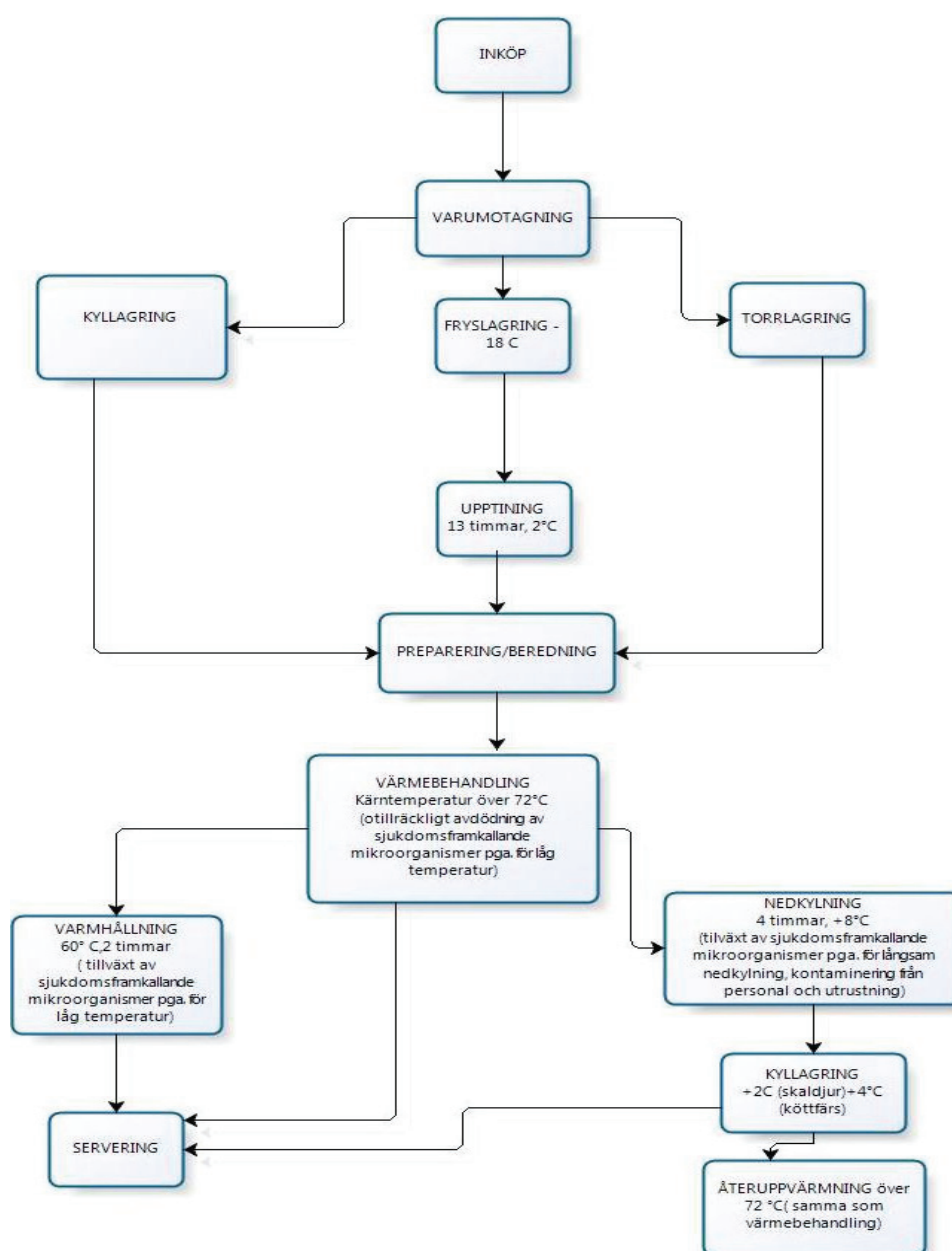 INKÖP
VARUMOTAGNING
KYLLAGRING
FRYSLAGRING -
18 C
TORRLAGRING
UPPTINING
13 timmar, 2°C
PREPARERING/BEREDNING
VÄRMEBEHANDLING
Kärntemperatur över 72°C
(otillräckligt avdödning av
sjukdomsframkallande
mikroorganismer pga. för låg
temperatur)
VARMHÅLLNING
60° C,2 timmar
( tillväxt av
sjukdomsframkallande
mikroorganismer pga. för
låg temperatur)
NEDKYLNING
4 timmar, +8°C
(tilväxt av sjukdomsframkallande
mikroorganismer pga. för långsam
nedkylning, kontaminering från
personal och utrustning)
KYLLAGRING
+2C (skaldjur)+4°C
(köttfärs)
SERVERING
ÅTERUPPVÄRMNING över
72 °C( samma som
värmebehandling)